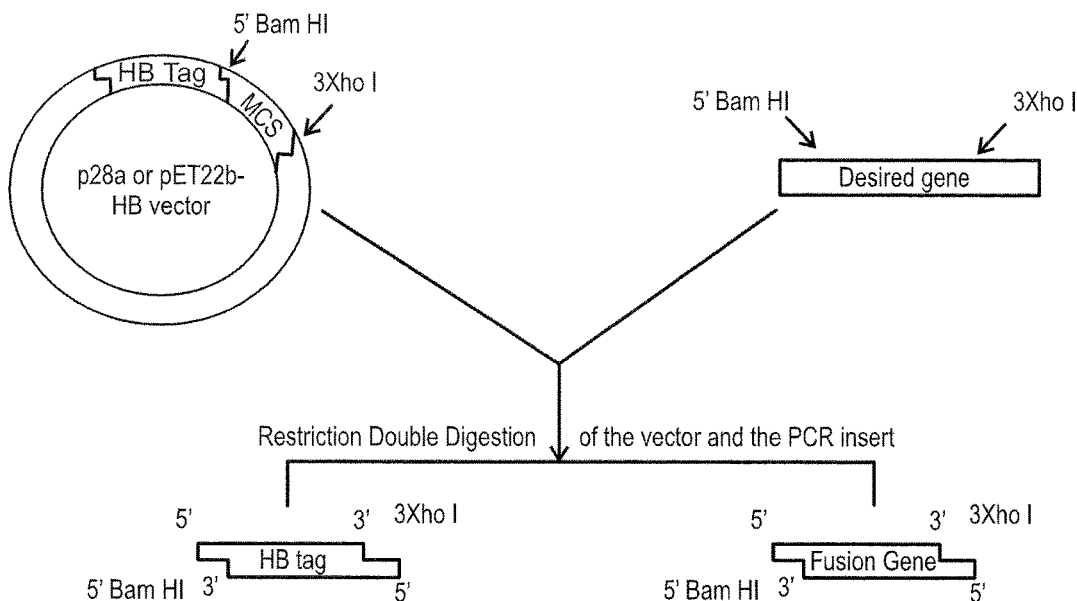 5' Bam HI
HB Tag
MCS
3Xho I
p28a or pET22b-
HB vector
5' Bam HI
3Xho I
Desired gene
Restriction Double Digestion of the vector and the PCR insert
5' 3' 3Xho I
HB tag
5' Bam HI 3' 5'
5' 3' 3Xho I
Fusion Gene
5' Bam HI 3' 5'